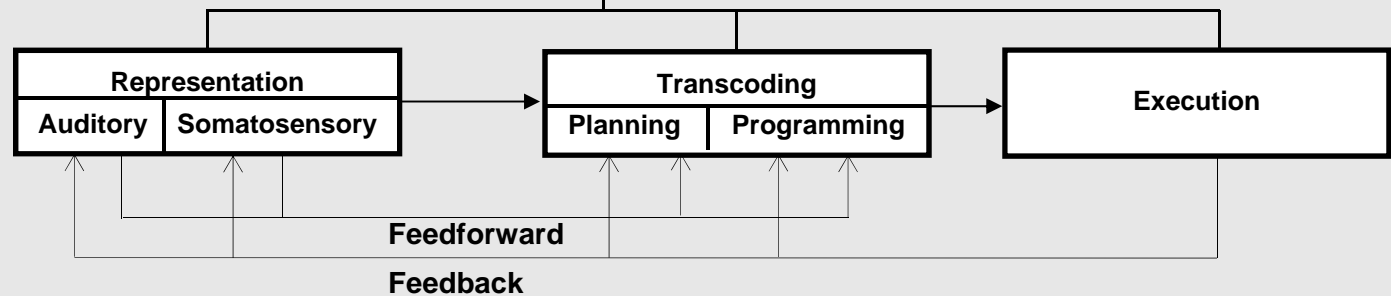 Representation
Auditory Somatosensory
Transcoding
Planning Programming
Execution
Feedforward
Feedback